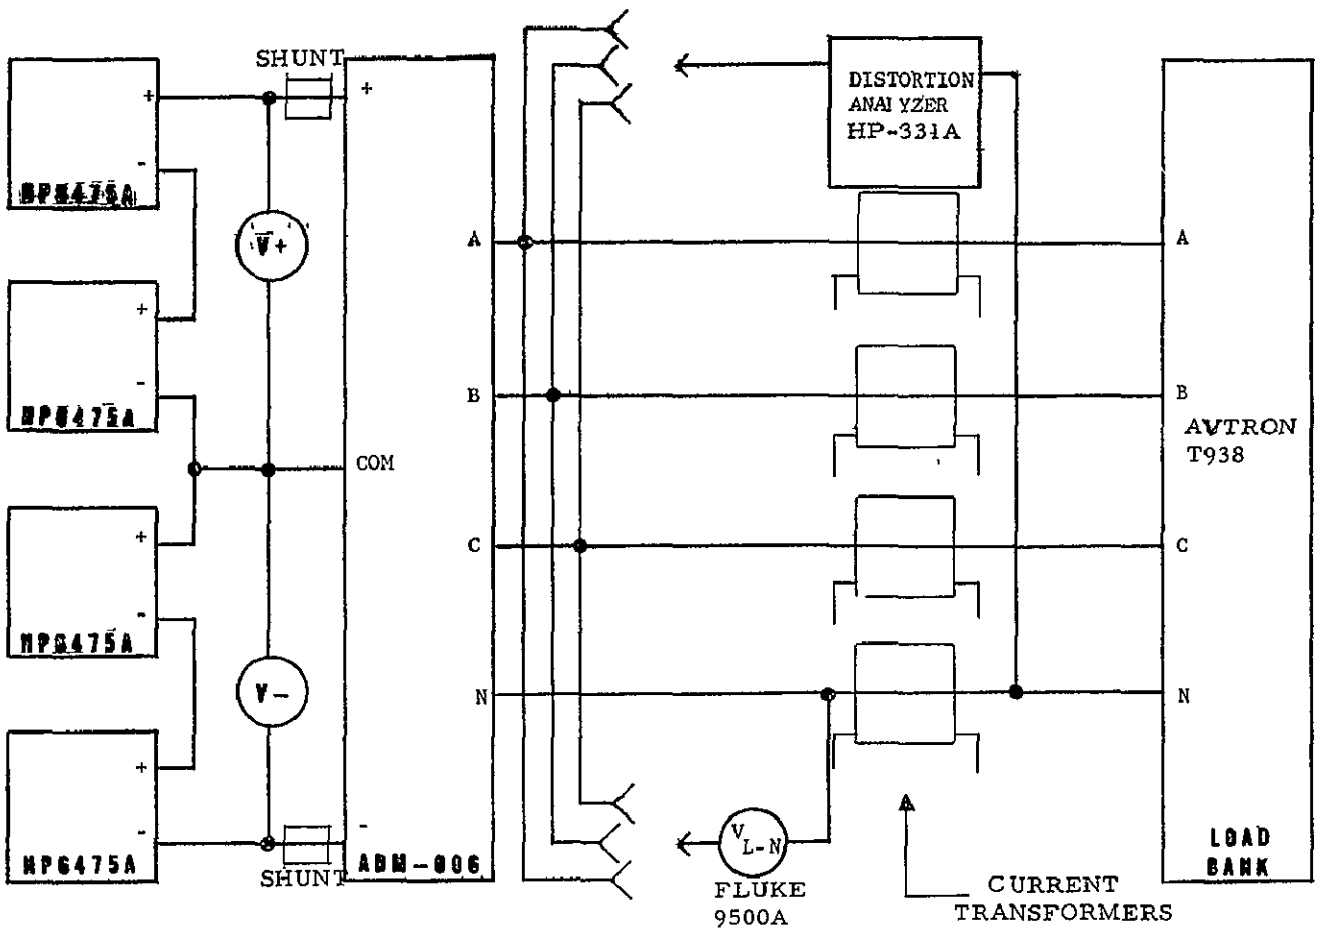 SHUNT
+
-
HP6475A
+
-
HP6475A
+
-
HP6475A
+
-
HP6475A
V+
V-
SHUNT
+
COM
-
ADM-006
A
B
C
N
DISTORTION
ANALYZER
HP-331A
V L-N
FLUKE
9500A
CURRENT
TRANSFORMERS
A
B
AVTRON
T938
C
N
LOAD
BANK